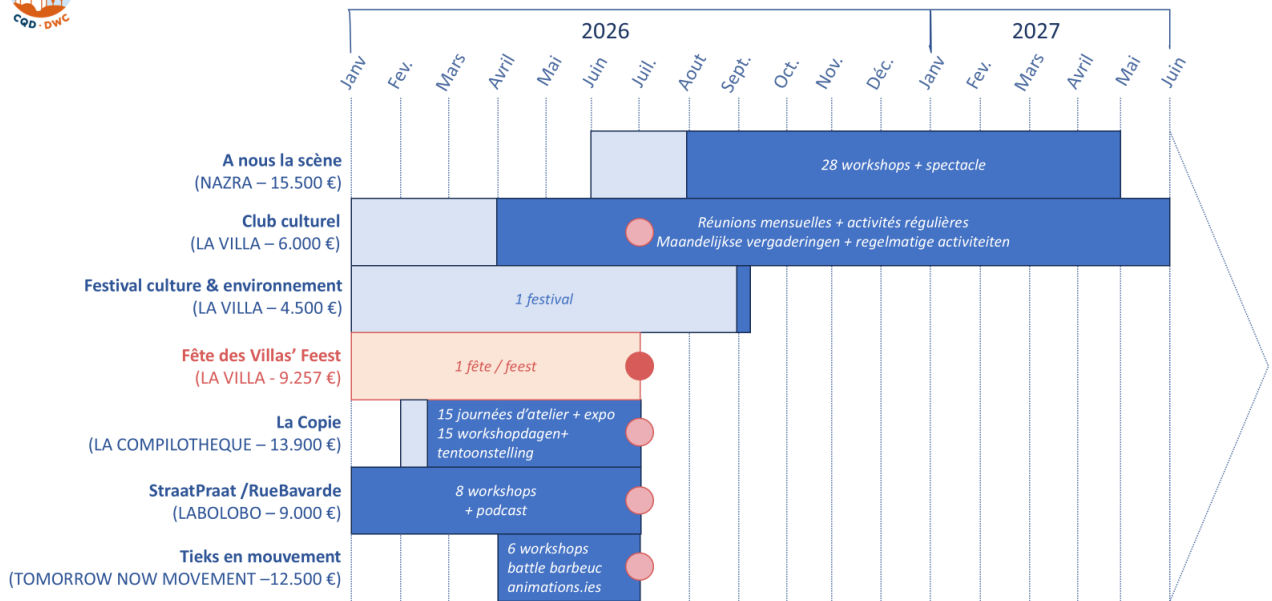 CQD · DWC
2026
2027
Janv
Fev.
Mars
Avril
Mai
Juin
Juil.
Aout
Sept.
Oct.
Nov.
Déc.
Janv
Fev.
Mars
Avril
Mai
Juin
A nous la scène
(NAZRA – 15.500 €)
28 workshops + spectacle
Club culturel
(LA VILLA – 6.000 €)
Réunions mensuelles + activités régulières
Maandelijkse vergaderingen + regelmatige activiteiten
Festival culture & environnement
(LA VILLA – 4.500 €)
1 festival
Fête des Villas’ Feest
(LA VILLA - 9.257 €)
1 fête / feest
La Copie
(LA COMPILOTHEQUE – 13.900 €)
15 journées d’atelier + expo
15 workshopdagen+
tentoonstelling
StraatPraat /RueBavarde
(LABOLOBO – 9.000 €)
8 workshops
+ podcast
Tieks en mouvement
(TOMORROW NOW MOVEMENT –12.500 €)
6 workshops
battle barbeuc
animations.ies